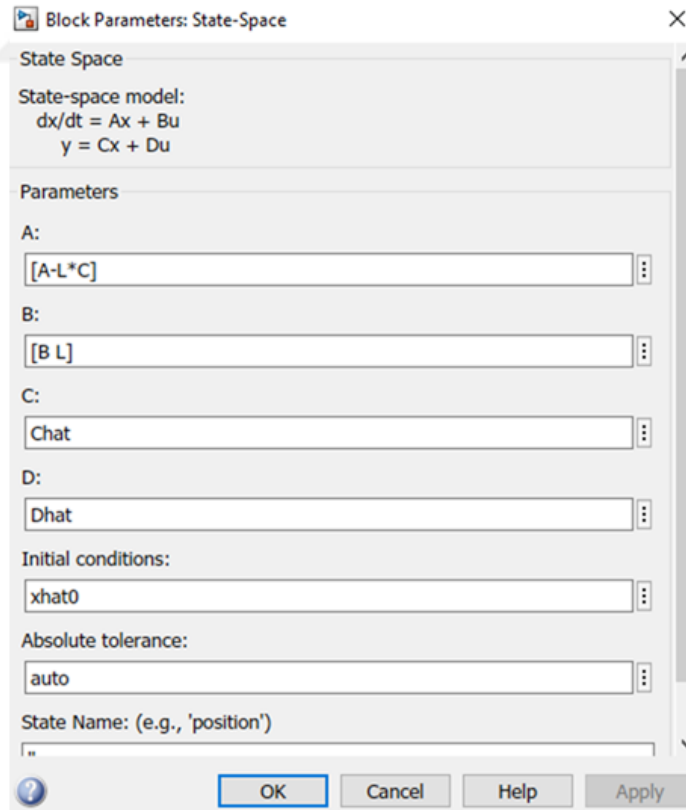 Block Parameters: State-Space
State Space
State-space model:
dx/dt = Ax + Bu
y = Cx + Du
Parameters
A:
[A-L*C]
B:
[B L]
C:
Chat
D:
Dhat
Initial conditions:
xhat0
Absolute tolerance:
auto
State Name: (e.g., 'position')
''
OK Cancel Help Apply